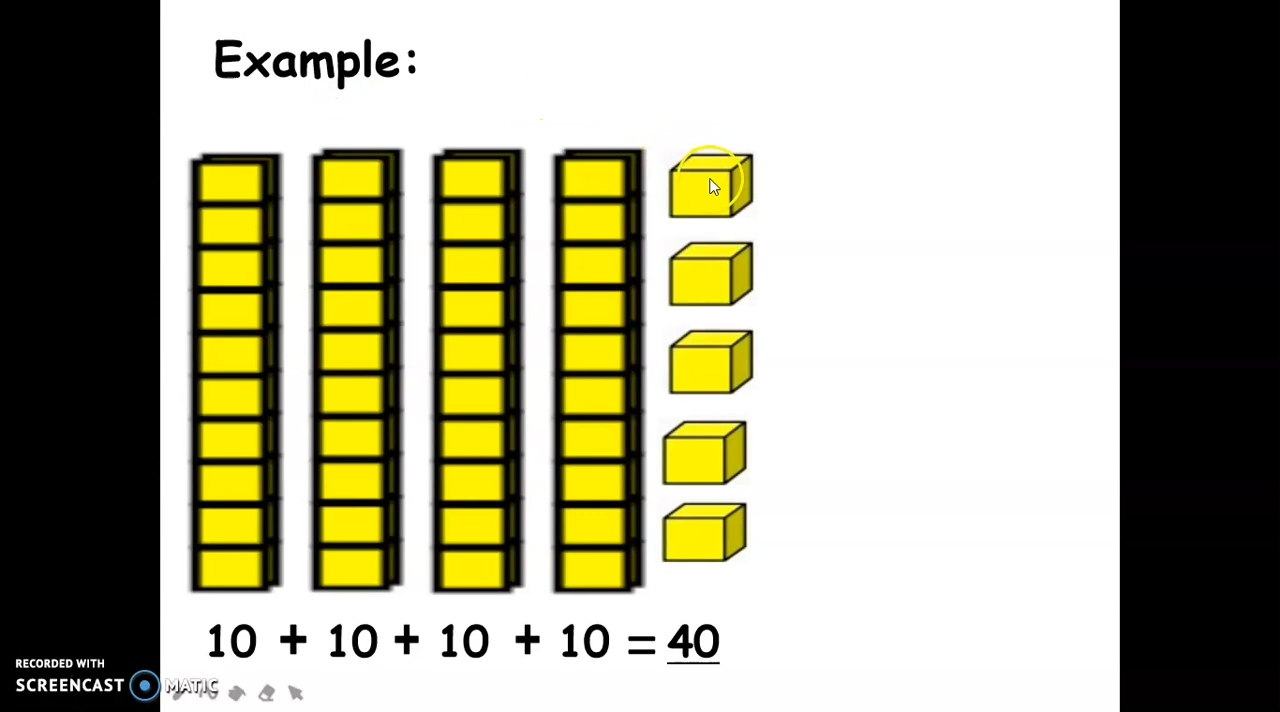 Example:
10 + 10 + 10 + 10 = 40
RECORDED WITH
SCREENCAST MATIC